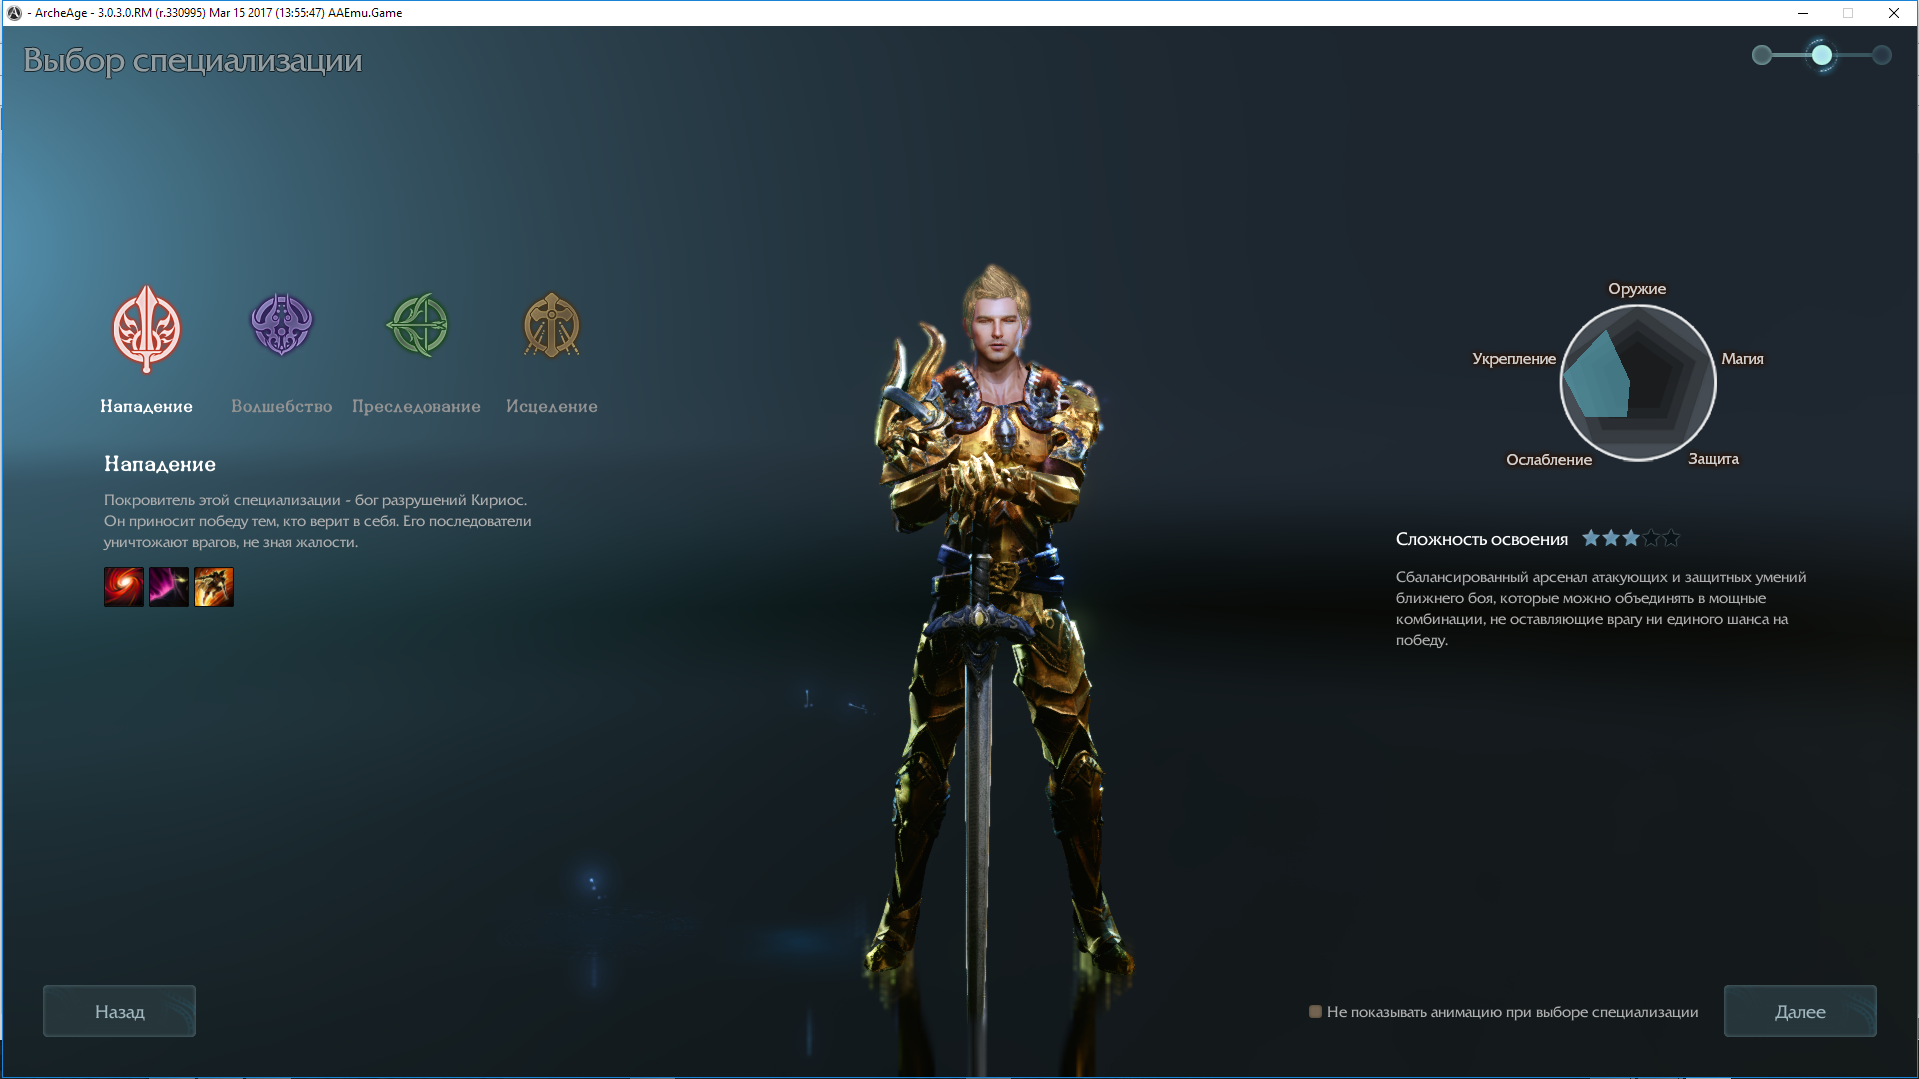 - ArcheAge - 3.0.3.0.RM (r.330995) Mar 15 2017 (13:55:47) AAEmu.Game
Выбор специализации
Нападение
Волшебство
Преследование
Исцеление
Нападение
Покровитель этой специализации - бог разрушений Кириос.
Он приносит победу тем, кто верит в себя. Его последователи
уничтожают врагов, не зная жалости.
Оружие
Укрепление
Магия
Ослабление
Защита
Сложность освоения
Сбалансированный арсенал атакующих и защитных умений
ближнего боя, которые можно объединять в мощные
комбинации, не оставляющие врагу ни единого шанса на
победу.
Назад
Не показывать анимацию при выборе специализации
Далее